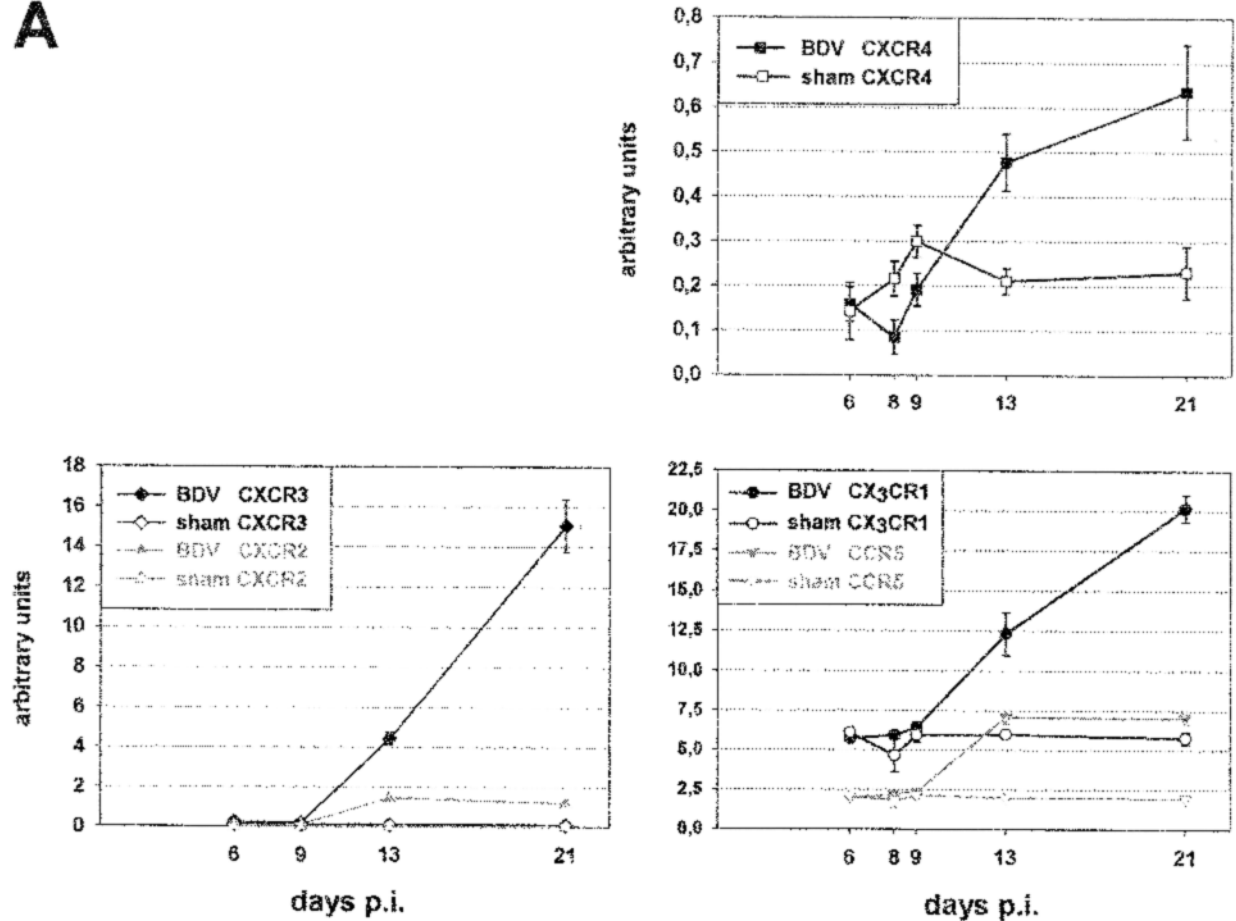 A
0,8
0,7
0,6
0,5
0,4
0,3
0,2
0,1
0,0
arbitrary units
BDV CXCR4
sham CXCR4
6 8 9 13 21
18
16
14
12
10
8
6
4
2
0
arbitrary units
BDV CXCR3
sham CXCR3
BDV CXCR2
sham CXCR2
6 9 13 21
days p.i.
22,5
20,0
17,5
15,0
12,5
10,0
7,5
5,0
2,5
0,0
BDV CX3CR1
sham CX3CR1
BDV CCR5
sham CCR5
6 8 9 13 21
days p.i.